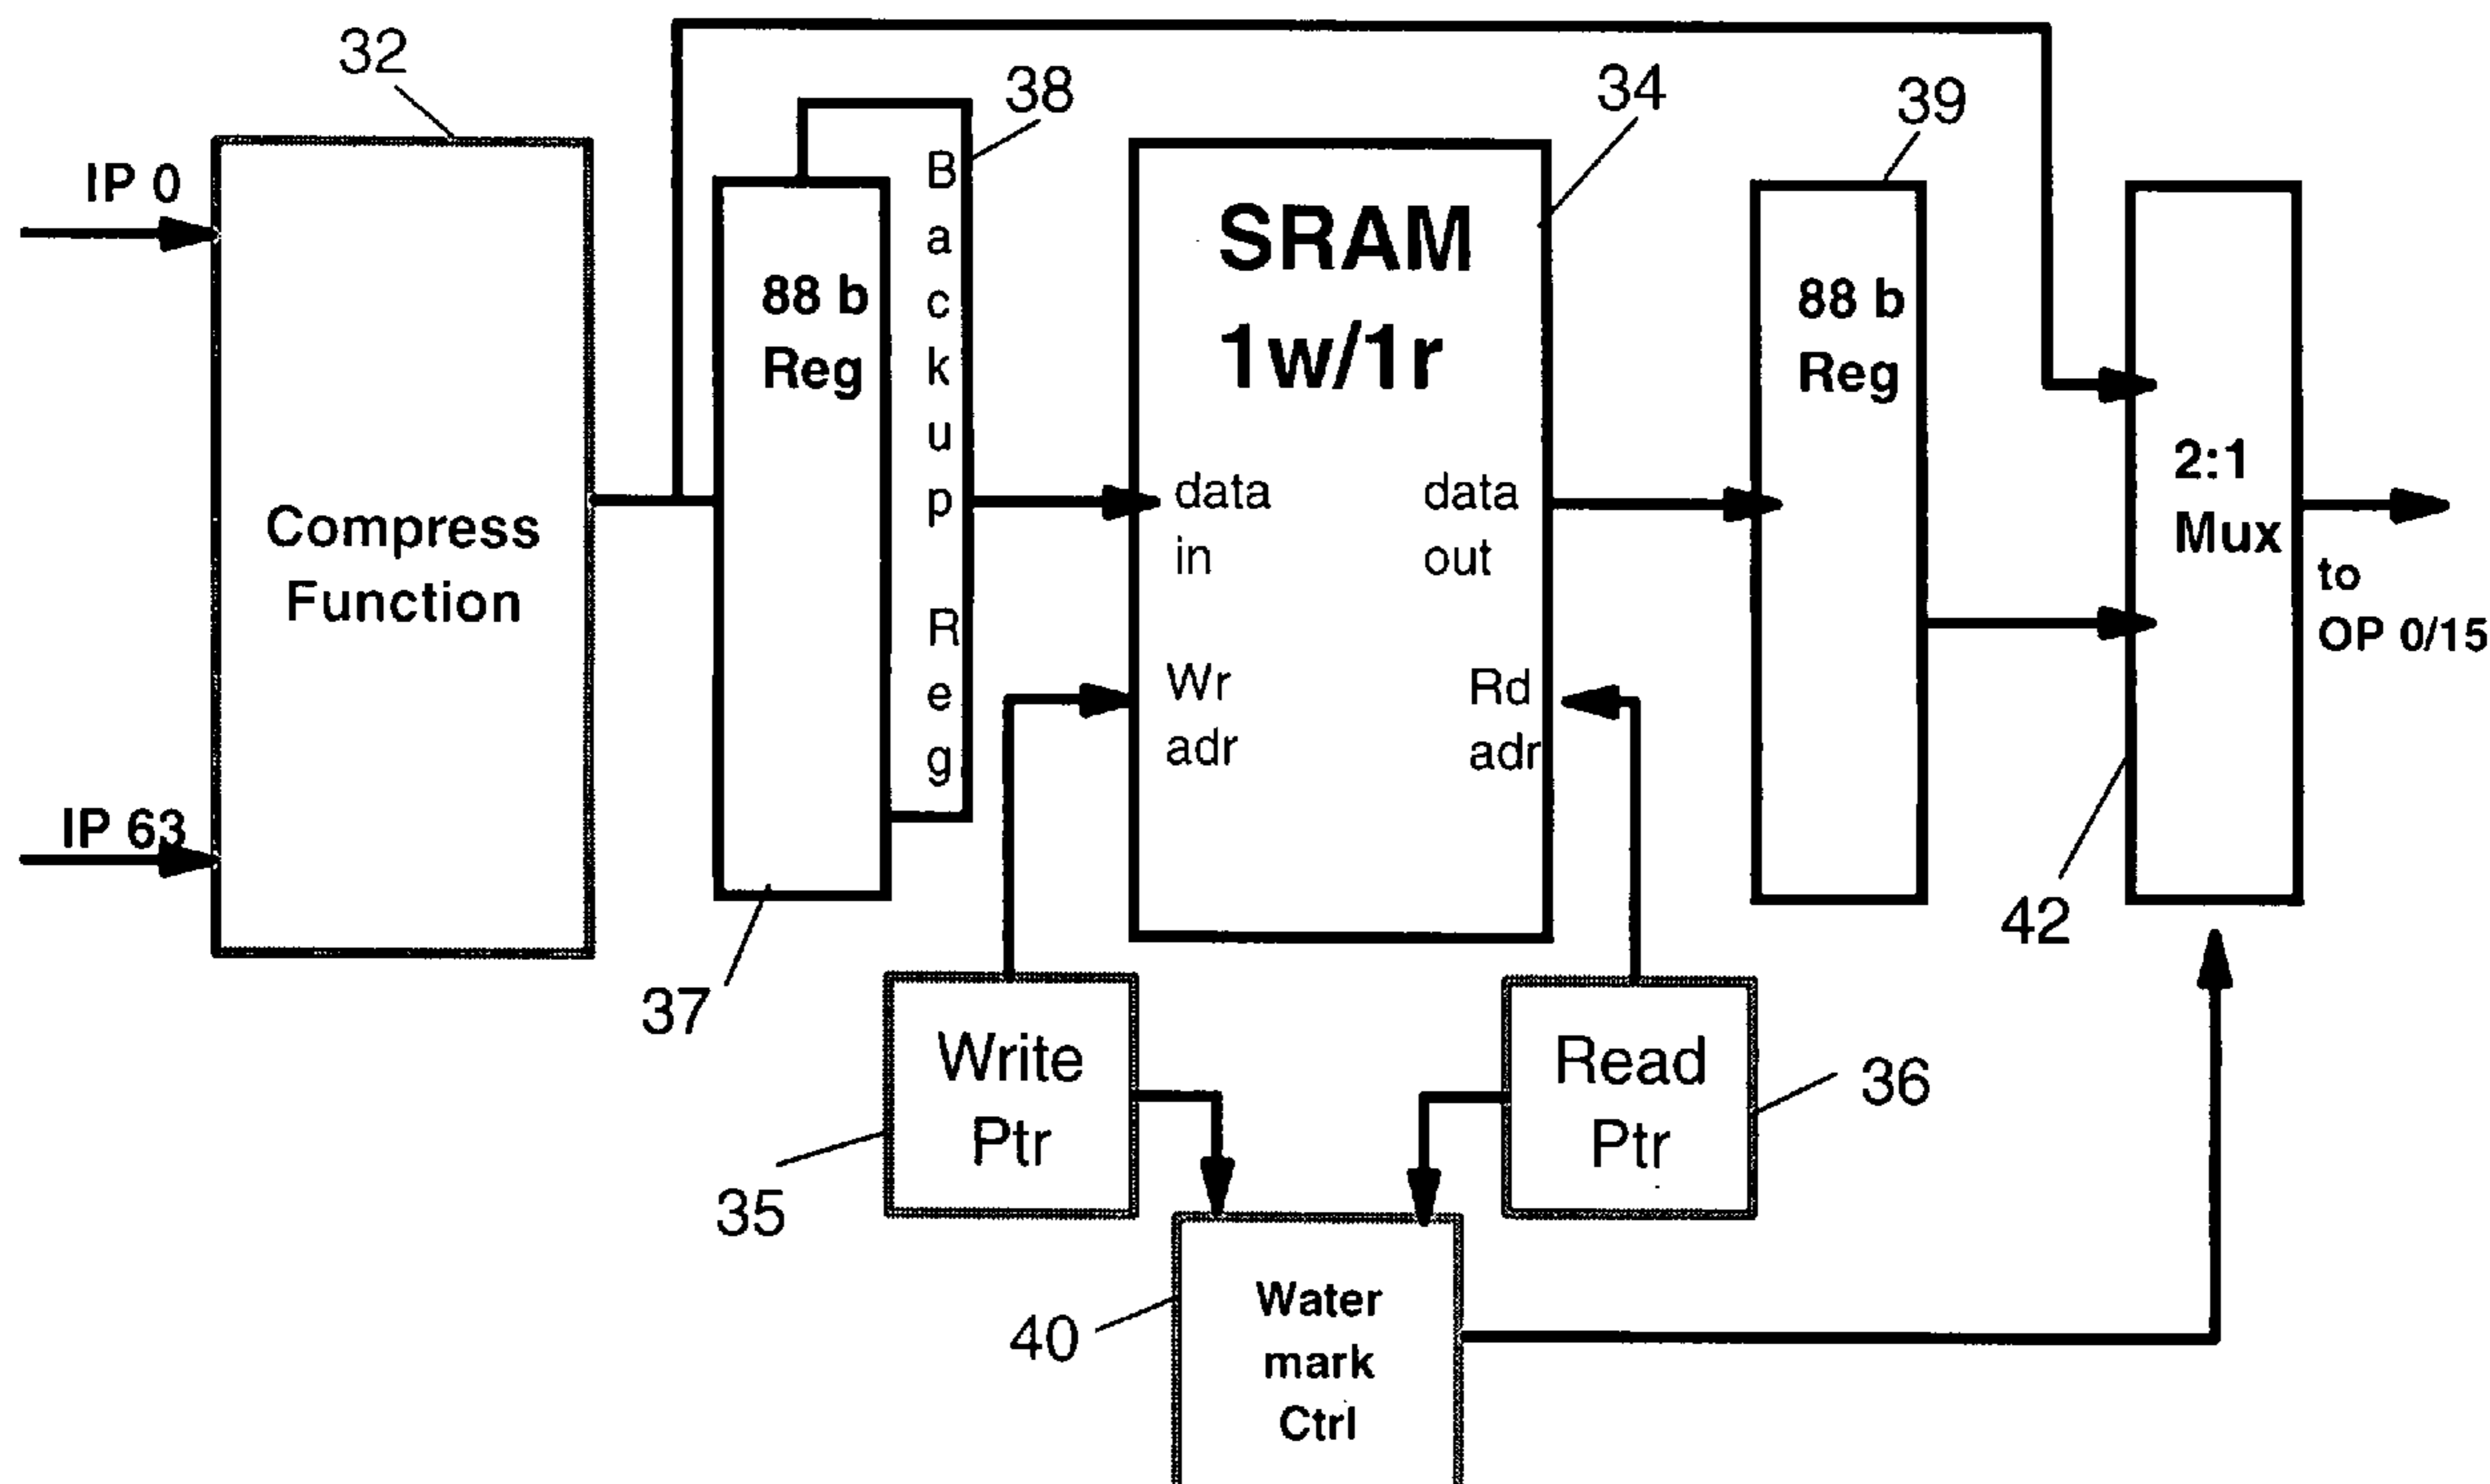 32
38
34
39
IP 0
Compress
Function
IP 63
88 b
Reg
Backup Reg
37
SRAM
1w/1r
data
in
data
out
Wr
adr
Rd
adr
88 b
Reg
2:1
Mux
to
OP 0/15
42
Write
Ptr
35
Read
Ptr
36
Water
mark
Ctrl
40